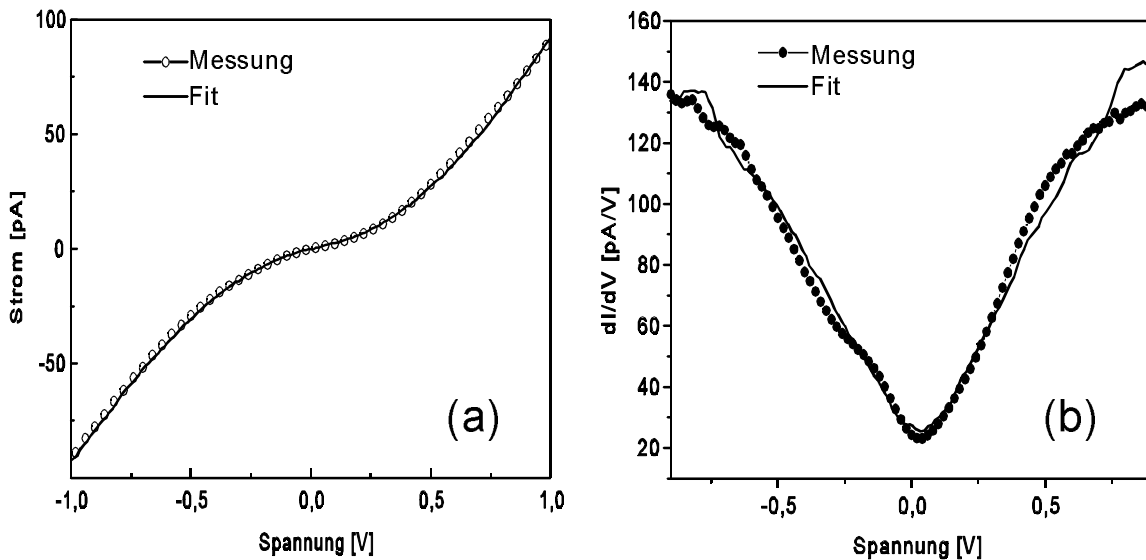 100
50
0
-50
Strom [pA]
Messung
Fit
(a)
-1,0
-0,5
0,0
0,5
1,0
Spannung [V]
160
140
120
100
80
60
40
20
dI/dV [pA/V]
Messung
Fit
(b)
-0,5
0,0
0,5
Spannung [V]